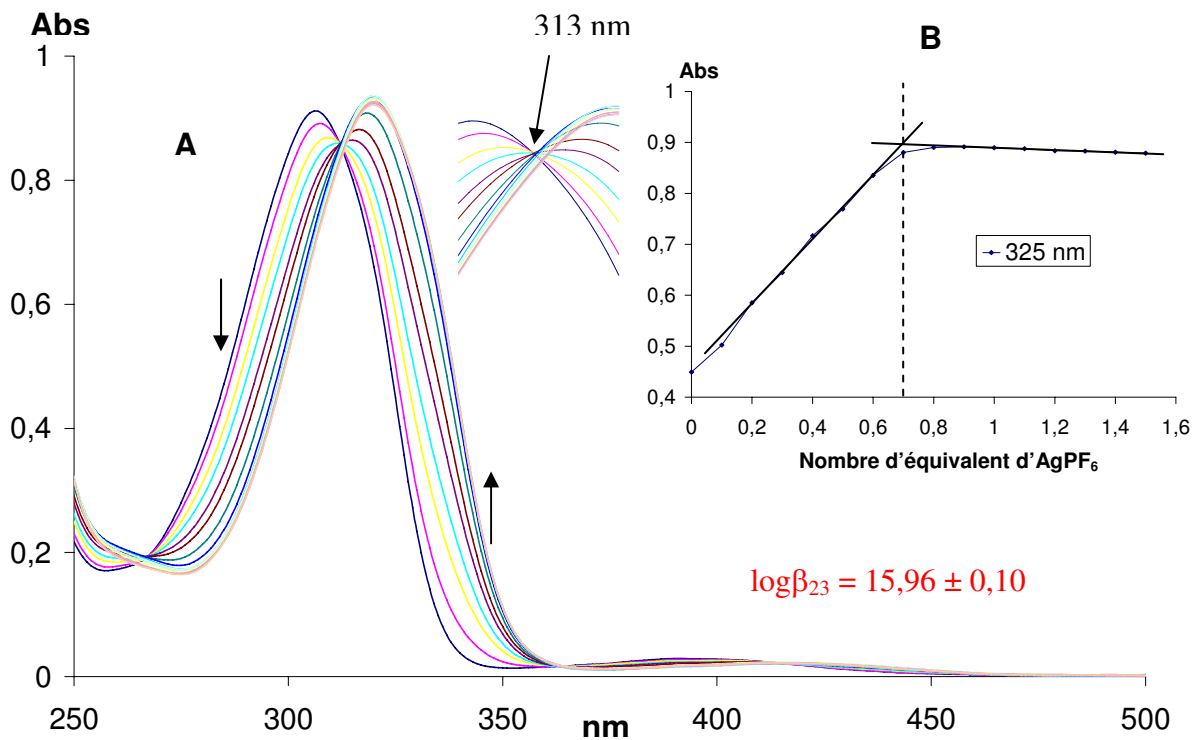 Abs
A
313 nm
B
Abs
1
0,9
0,8
0,7
0,6
0,5
0,4
0 0,2 0,4 0,6 0,8 1 1,2 1,4 1,6
Nombre d'équivalent d'AgPF6
325 nm
logβ23 = 15,96 ± 0,10
1
0,8
0,6
0,4
0,2
0
250 300 350 400 450 500
nm